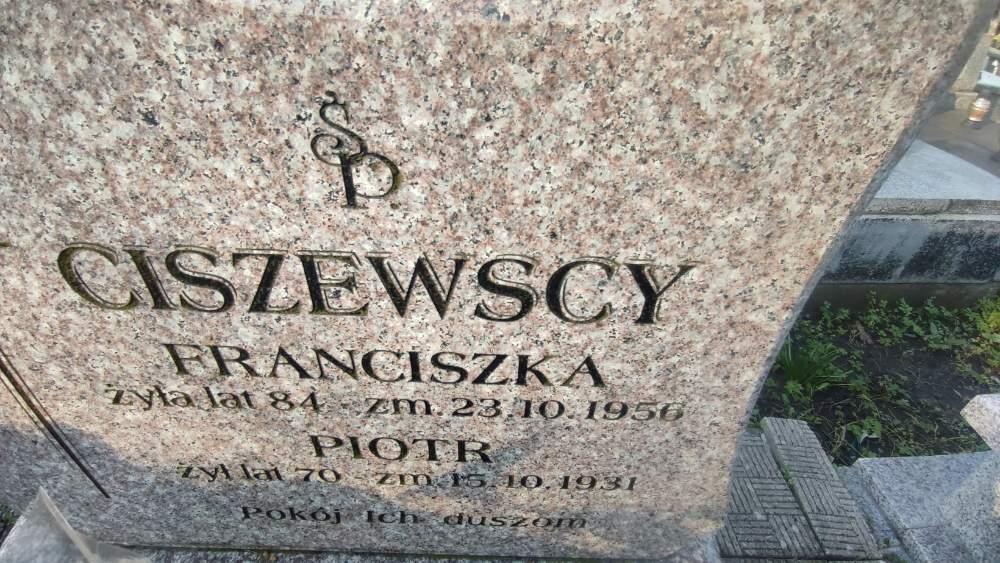 ŚP.
CISZEWSCY
FRANCISZKA
żyła lat 84 - zm. 23.10.1956
PIOTR
żył lat 70 - zm. 15.10.1931
Pokój Ich duszom